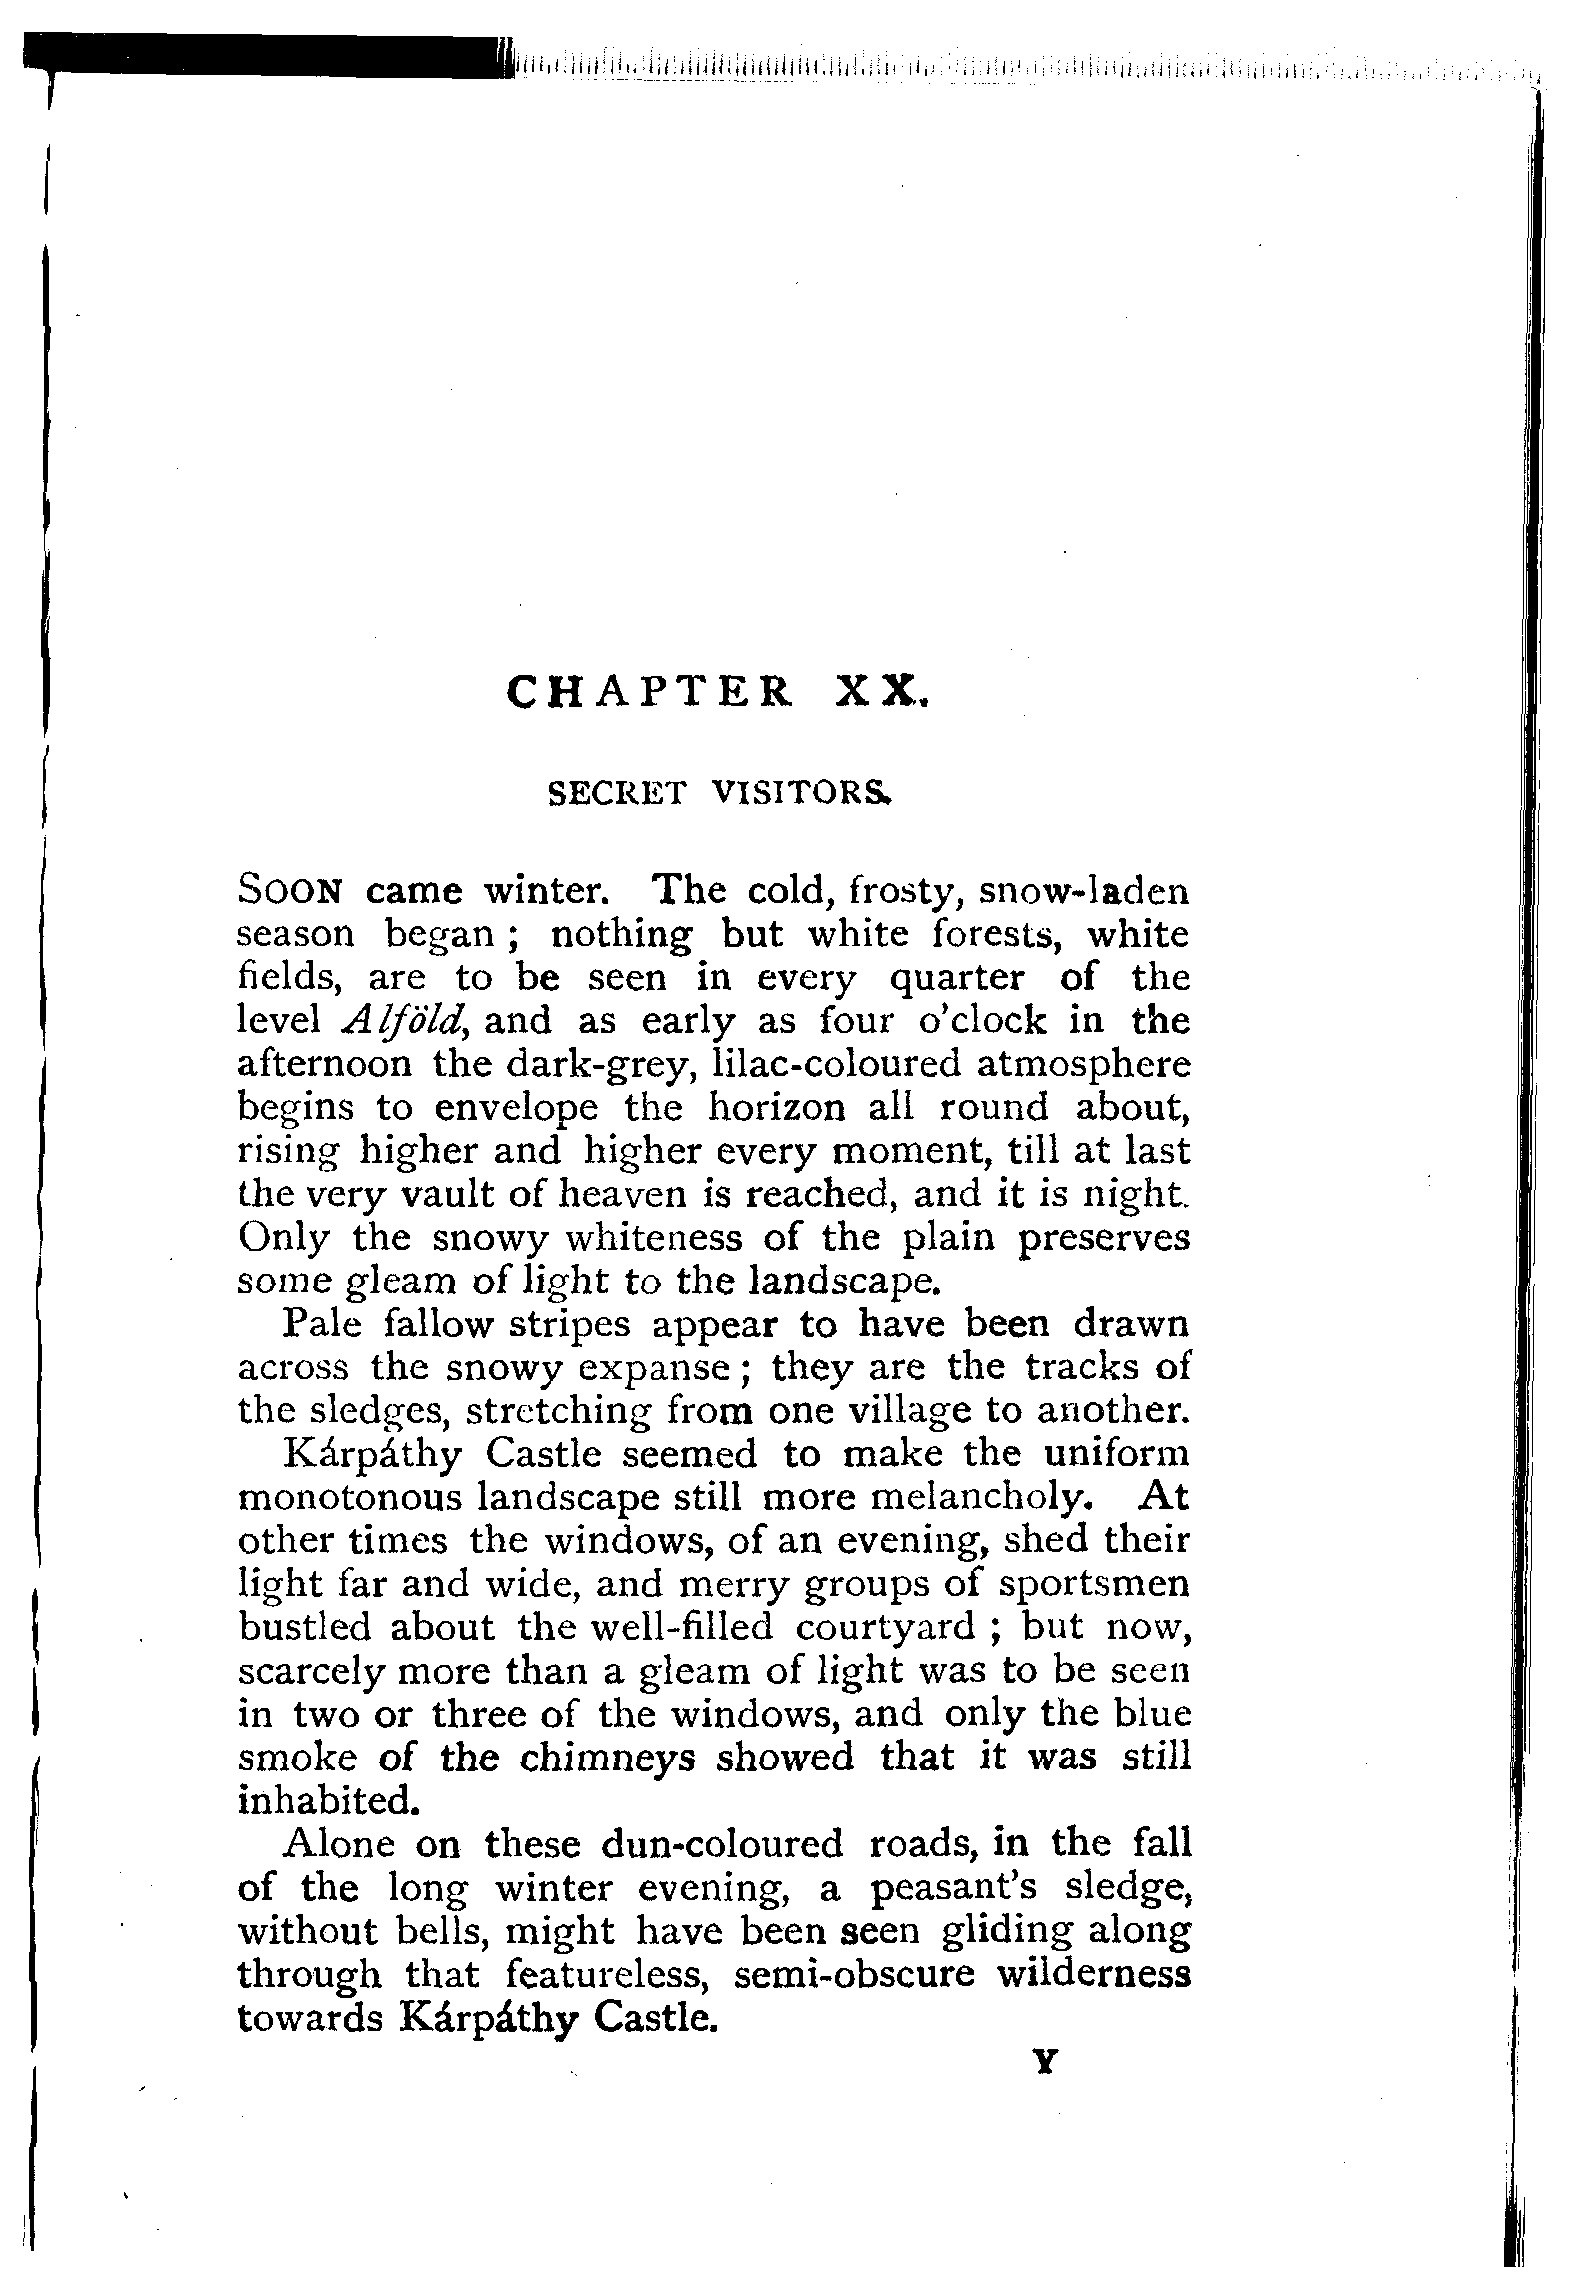 CHAPTER XX.
SECRET VISITORS.
SOON came winter. The cold, frosty, snow-laden
season began ; nothing but white forests, white
fields, are to be seen in every quarter of the
level Alföld, and as early as four o'clock in the
afternoon the dark-grey, lilac-coloured atmosphere
begins to envelope the horizon all round about,
rising higher and higher every moment, till at last
the very vault of heaven is reached, and it is night.
Only the snowy whiteness of the plain preserves
some gleam of light to the landscape.
Pale fallow stripes appear to have been drawn
across the snowy expanse ; they are the tracks of
the sledges, stretching from one village to another.
Kárpáthy Castle seemed to make the uniform
monotonous landscape still more melancholy. At
other times the windows, of an evening, shed their
light far and wide, and merry groups of sportsmen
bustled about the well-filled courtyard ; but now,
scarcely more than a gleam of light was to be seen
in two or three of the windows, and only the blue
smoke of the chimneys showed that it was still
inhabited.
Alone on these dun-coloured roads, in the fall
of the long winter evening, a peasant's sledge,
without bells, might have been seen gliding along
through that featureless, semi-obscure wilderness
towards Kárpáthy Castle.
Y